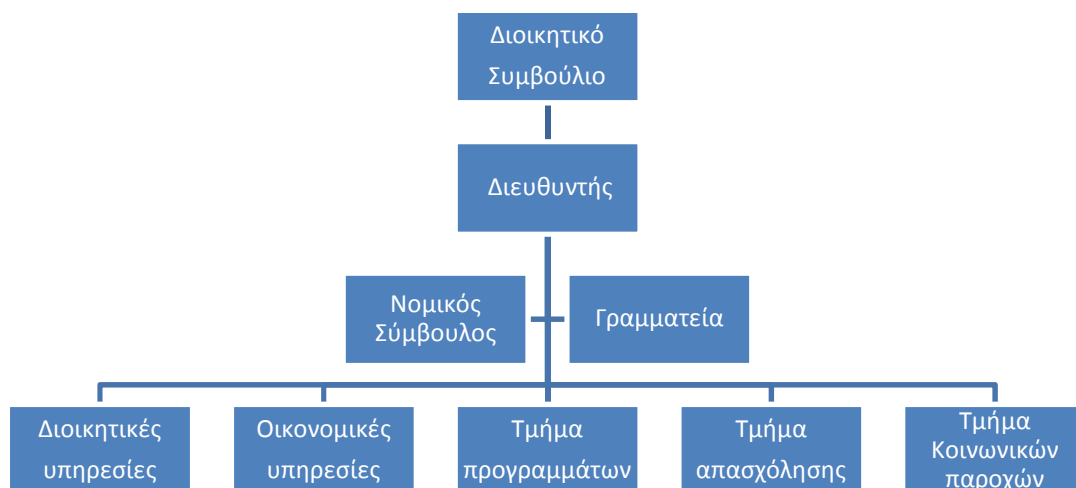 Διοικητικό
Συμβούλιο
Διευθυντής
Νομικός
Σύμβουλος
Γραμματεία
Διοικητικές
υπηρεσίες
Οικονομικές
υπηρεσίες
Τμήμα
προγραμμάτων
Τμήμα
απασχόλησης
Τμήμα
Κοινωνικών
παροχών